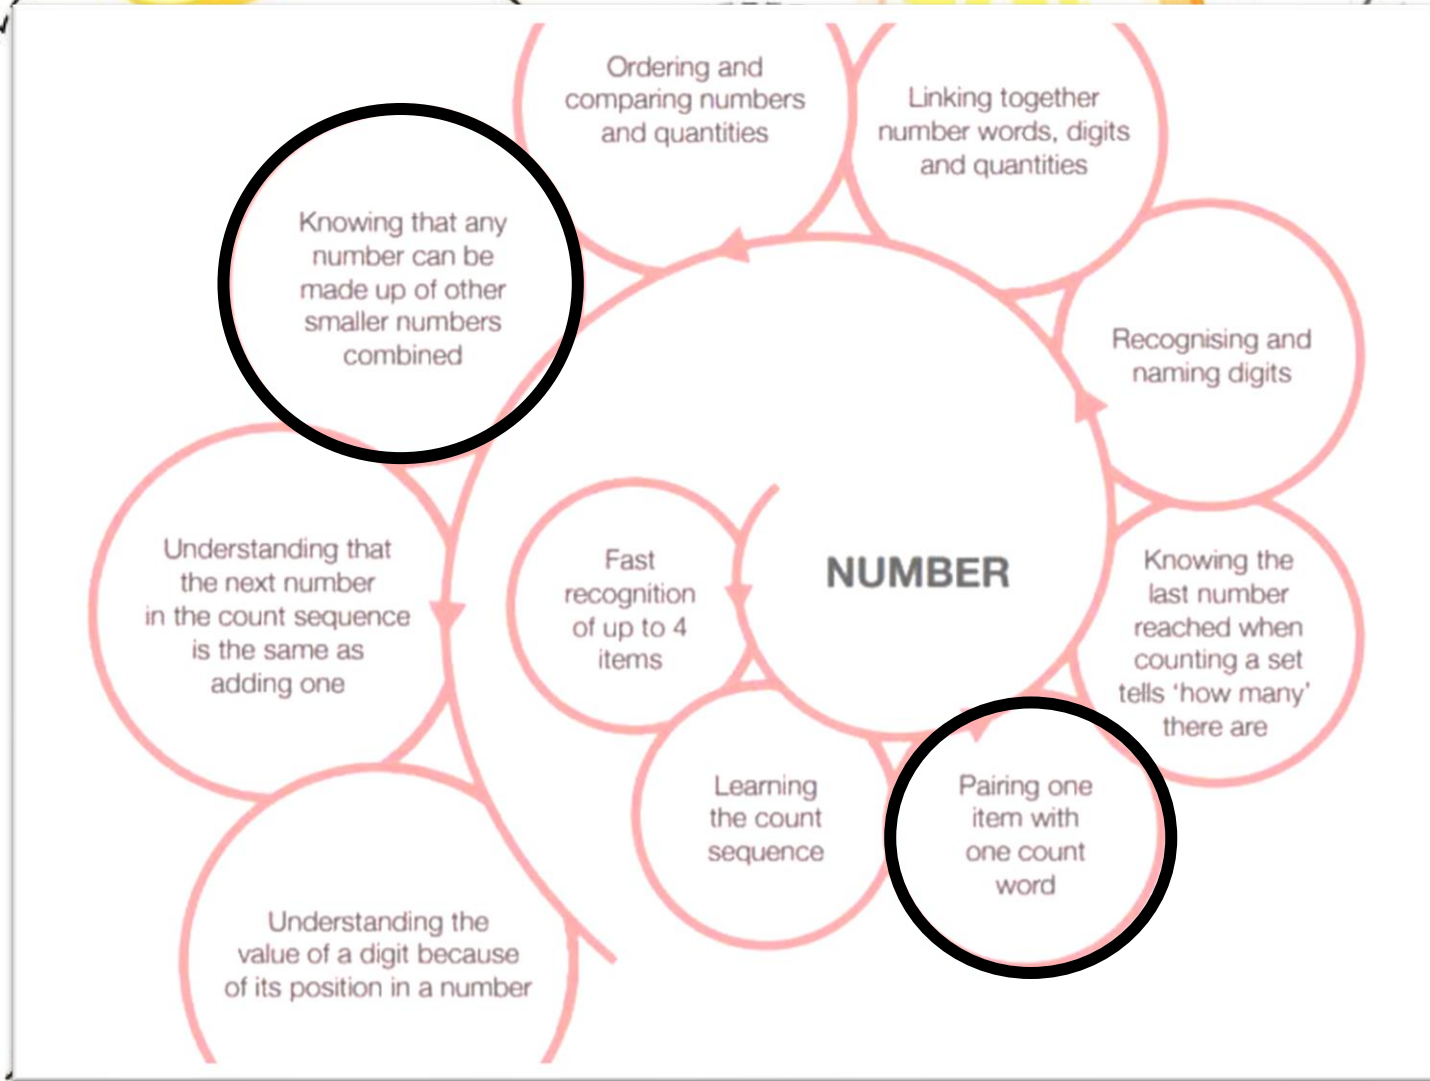 NUMBER
Fast
recognition
of up to 4
items
Learning
the count
sequence
Pairing one
item with
one count
word
Knowing the
last number
reached when
counting a set
tells ‘how many’
there are
Recognising and
naming digits
Linking together
number words, digits
and quantities
Ordering and
comparing numbers
and quantities
Knowing that any
number can be
made up of other
smaller numbers
combined
Understanding that
the next number
in the count sequence
is the same as
adding one
Understanding the
value of a digit because
of its position in a number